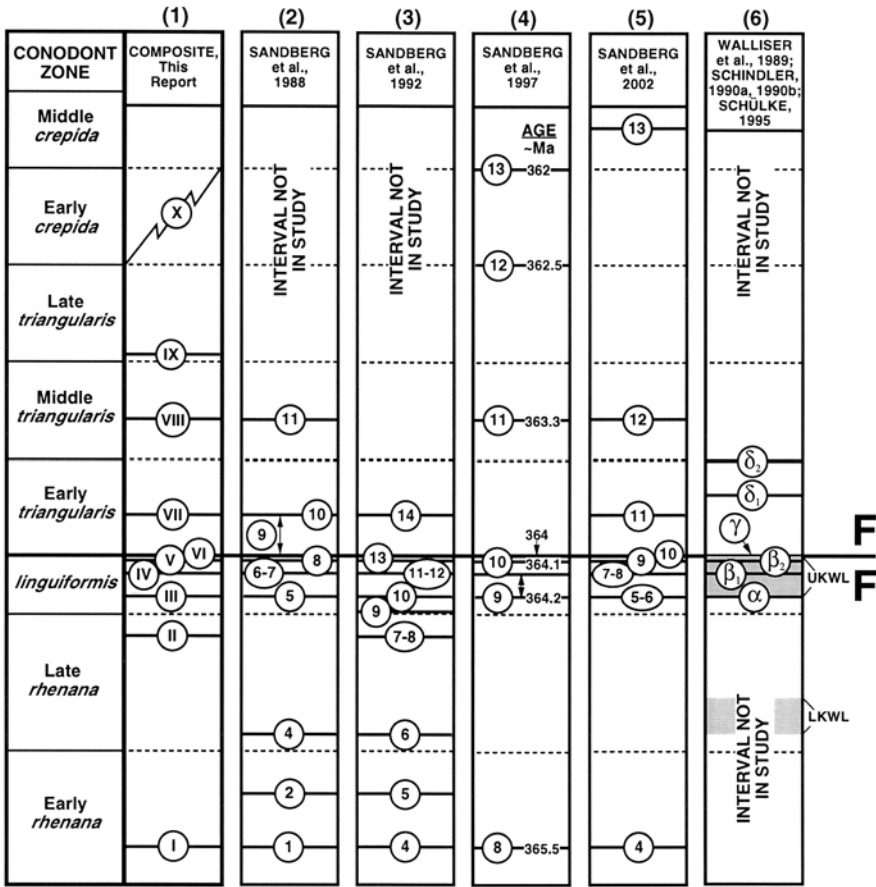 (1) (2) (3) (4) (5) (6)
CONODONT
ZONE
COMPOSITE,
This
Report
SANDBERG
et al.,
1988
SANDBERG
et al.,
1992
SANDBERG
et al.,
1997
SANDBERG
et al.,
2002
WALLISER
et al., 1989;
SCHINDLER,
1990a, 1990b;
SCHÜLKE,
1995
Middle
crepida
Early
crepida
Late
triangularis
Middle
triangularis
Early
triangularis
linguiformis
Late
rhenana
Early
rhenana
X
IX
VIII
VII
VI
V
IV
III
II
I
INTERVAL NOT
IN STUDY
11
10
9
8
6-7
5
4
2
1
INTERVAL NOT
IN STUDY
14
13
11-12
10
9
7-8
6
5
4
AGE
~Ma
13 362
12 362.5
11 363.3
364
10 364.1
9 364.2
8 365.5
13
12
11
10
9
7-8
5-6
4
INTERVAL NOT
IN STUDY
δ2
δ1
γ
β2
β1
α
INTERVAL NOT
IN STUDY
F
F
UKWL
LKWL